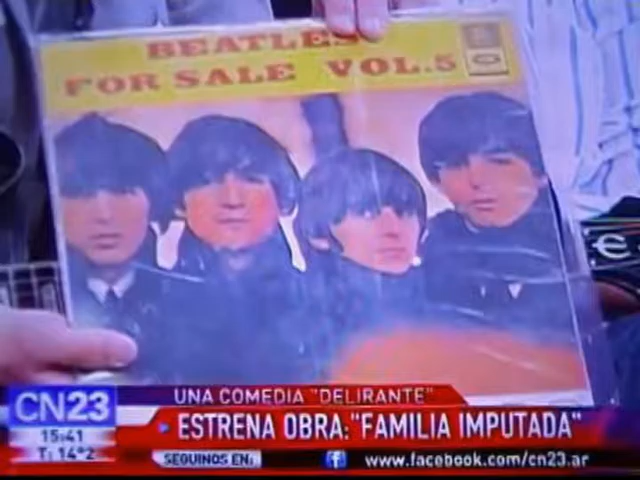 BEATLES
FOR SALE VOL.5
€
CN23
15:41
T: 14°2
UNA COMEDIA "DELIRANTE"
ESTRENA OBRA:"FAMILIA IMPUTADA"
SEGUINOS EN:
f www.facebook.com/cn23.ar